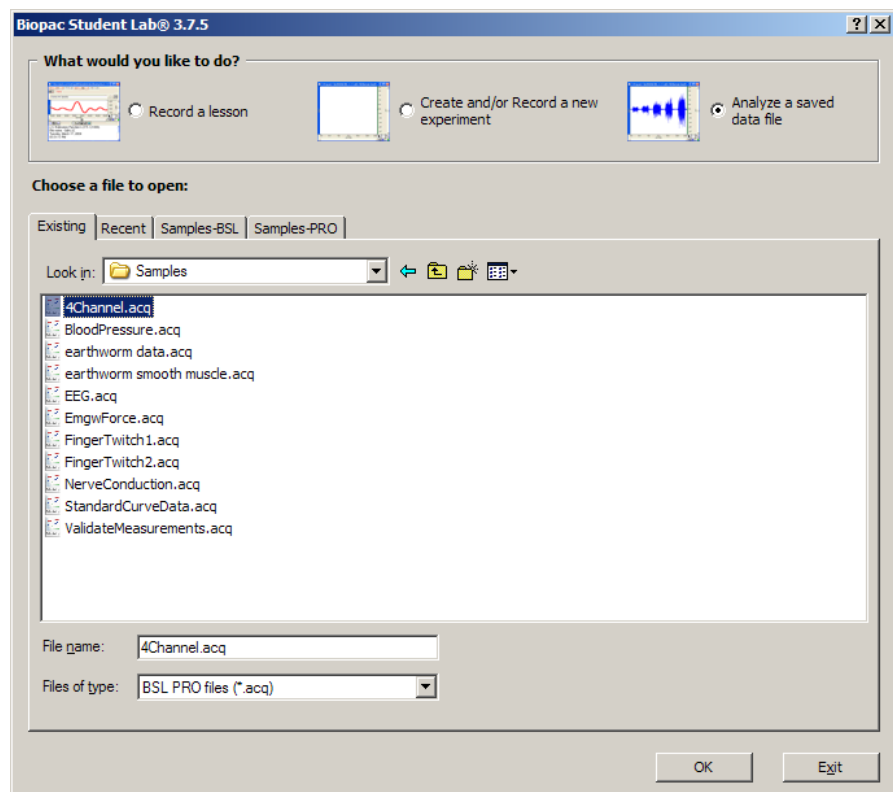 Biopac Student Lab® 3.7.5
What would you like to do?
Record a lesson
Create and/or Record a new
experiment
Analyze a saved
data file
Choose a file to open:
Existing Recent Samples-BSL Samples-PRO
Look in: Samples
4Channel.acq
BloodPressure.acq
earthworm data.acq
earthworm smooth muscle.acq
EEG.acq
EmgwForce.acq
FingerTwitch1.acq
FingerTwitch2.acq
NerveConduction.acq
StandardCurveData.acq
ValidateMeasurements.acq
File name: 4Channel.acq
Files of type: BSL PRO files (*.acq)
OK Exit